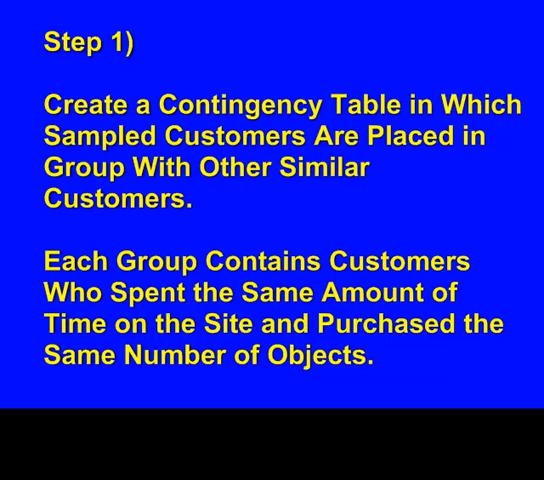 Step 1)
Create a Contingency Table in Which
Sampled Customers Are Placed in
Group With Other Similar
Customers.
Each Group Contains Customers
Who Spent the Same Amount of
Time on the Site and Purchased the
Same Number of Objects.